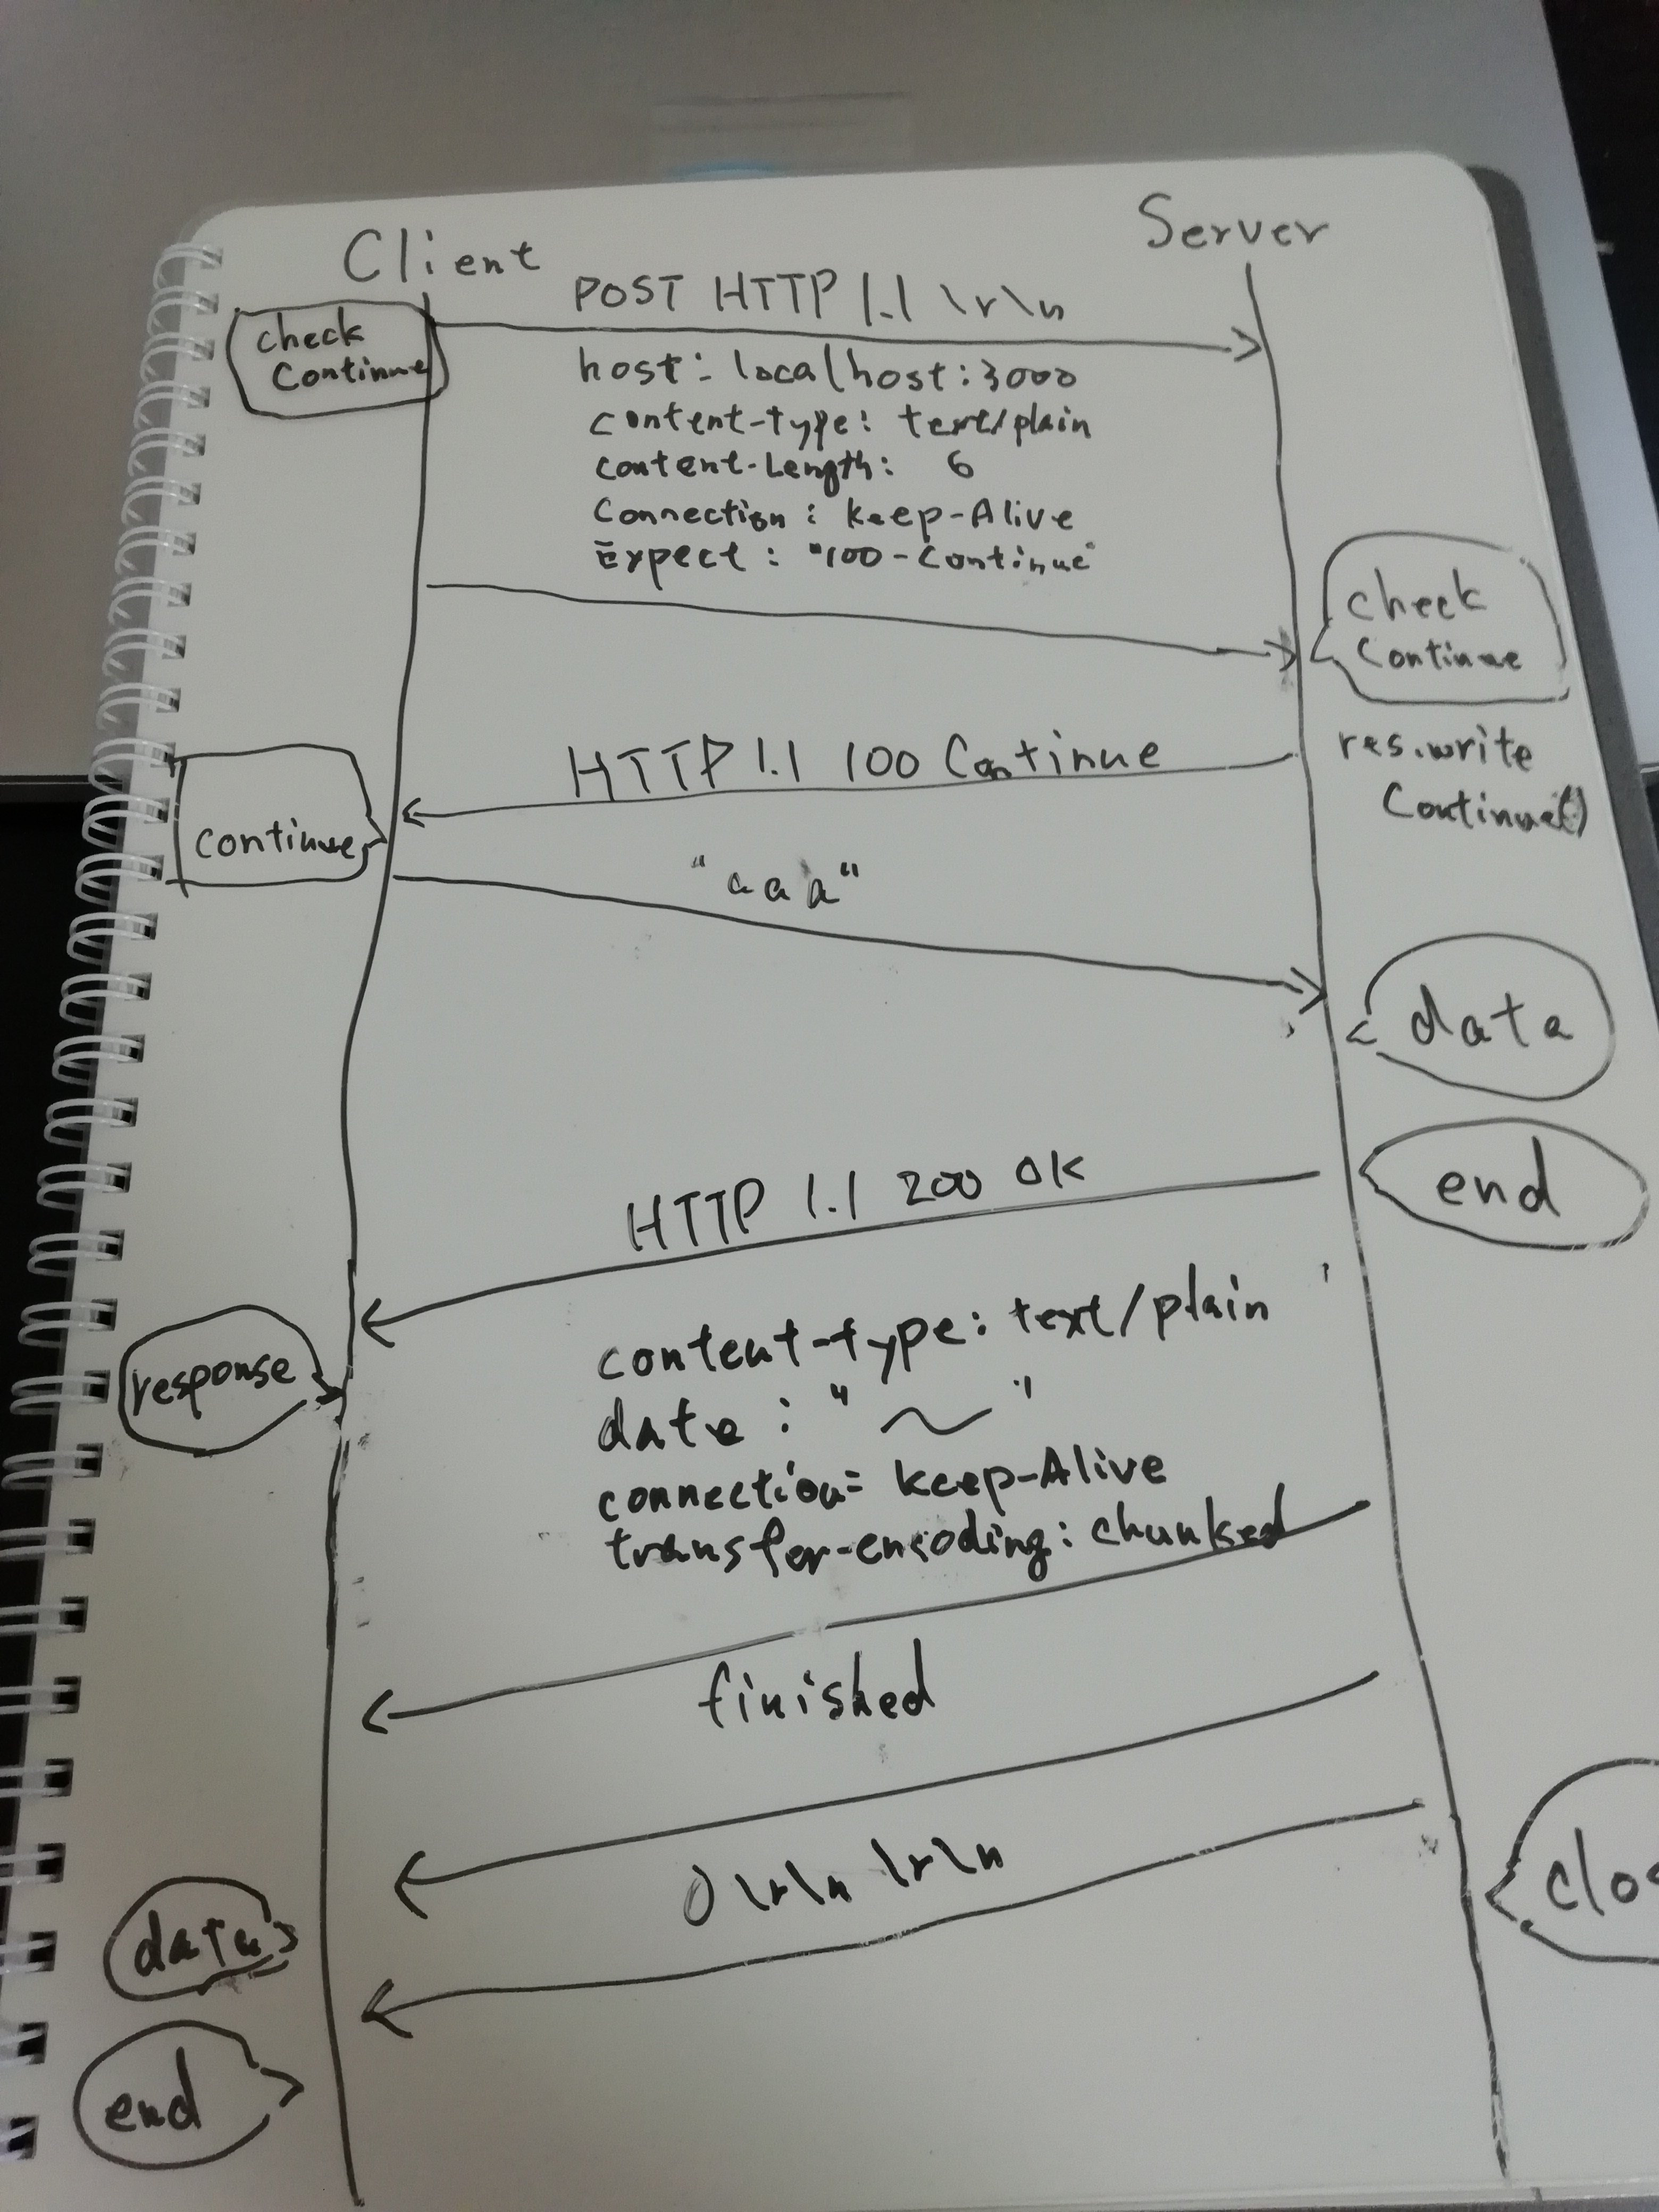 Client
Server
POST HTTP 1.1 \r\n
check
Continue
host: localhost:3000
content-type: text/plain
content-Length: 6
Connection: keep-Alive
Expect: "100-Continue"
check
Continue
HTTP 1.1 100 Continue
res.write
Continue()
continue
"aaa"
data
HTTP 1.1 200 OK
end
content-type: text/plain
response
date: "~"
connection= keep-Alive
transfer-encoding: chunked
finished
0\r\n\r\n
clos
data
end